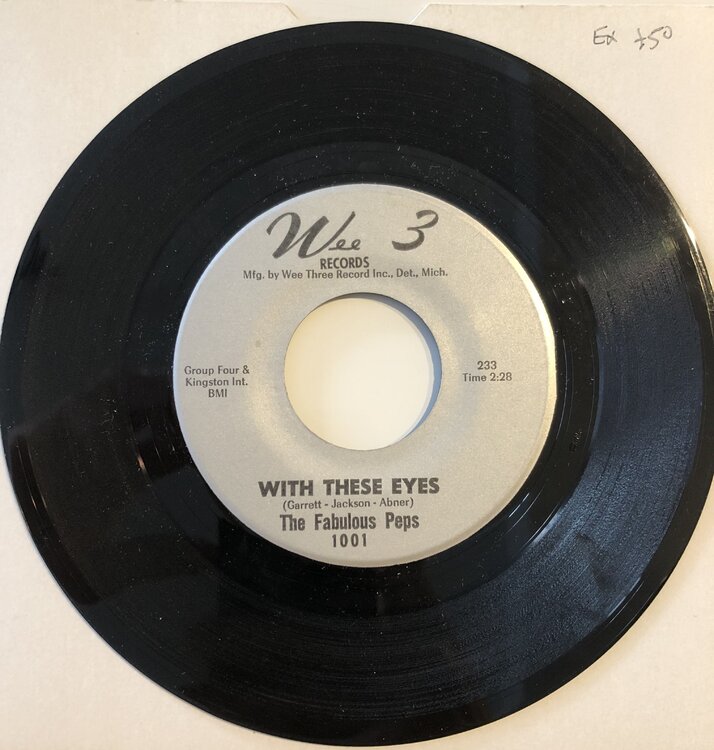 Ex £50
Wee 3
RECORDS
Mfg. by Wee Three Record Inc., Det., Mich.
Group Four &
Kingston Int.
BMI
233
Time 2:28
WITH THESE EYES
(Garrett - Jackson - Abner)
The Fabulous Peps
1001